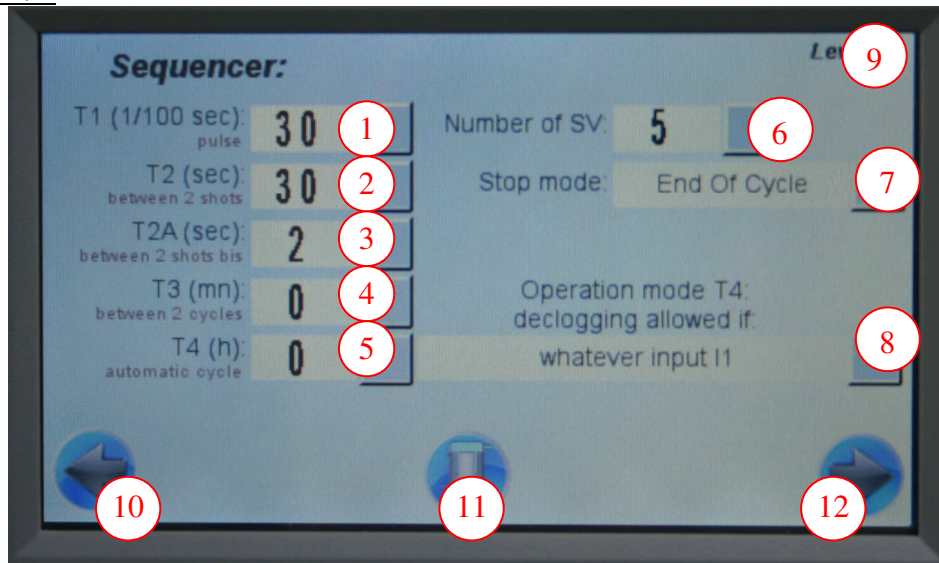 Sequencer:
9
T1 (1/100 sec):
pulse
30
1
Number of SV:
5
6
T2 (sec):
between 2 shots
30
2
Stop mode:
End Of Cycle
7
T2A (sec):
between 2 shots bis
2
3
T3 (mn):
between 2 cycles
0
4
Operation mode T4:
declogging allowed if:
T4 (h):
automatic cycle
0
5
whatever input I1
8
10
11
12